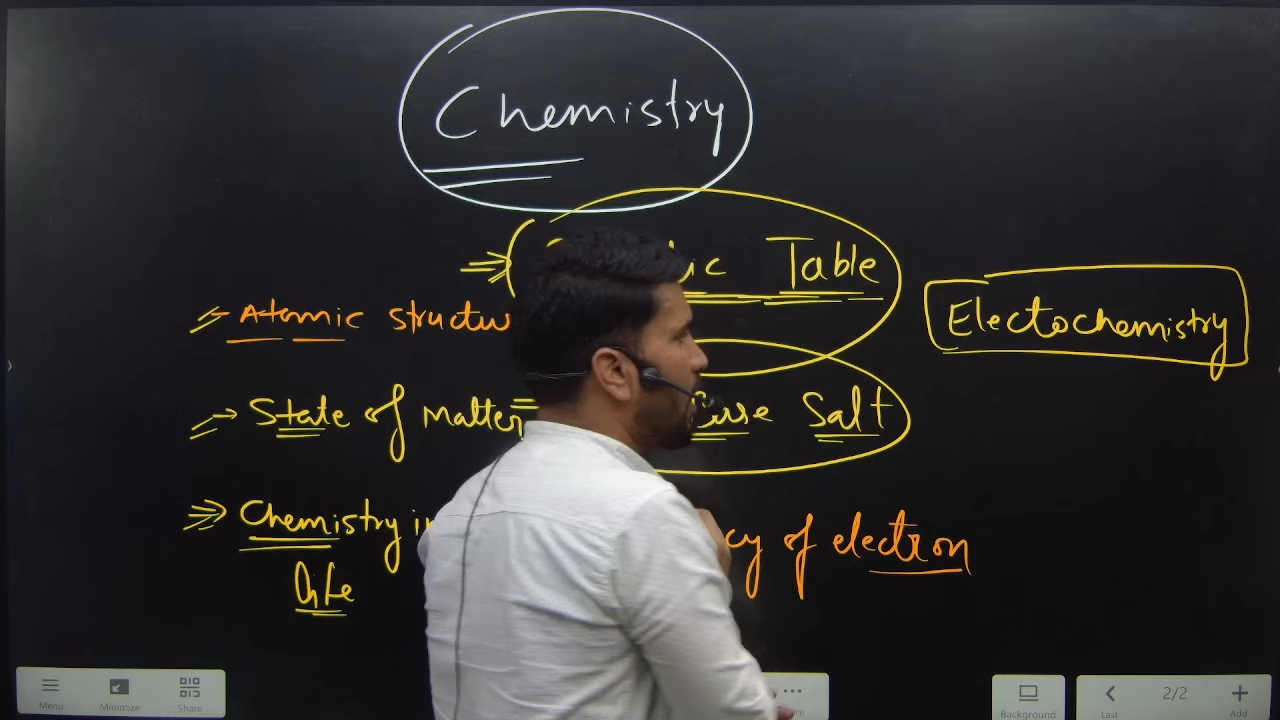 Chemistry
Table
Atomic
Electochemistry
State of Matter
Salt
Chemistry
life
of electron
Menu
Minimize
Share
Background
Last
2/2
Add